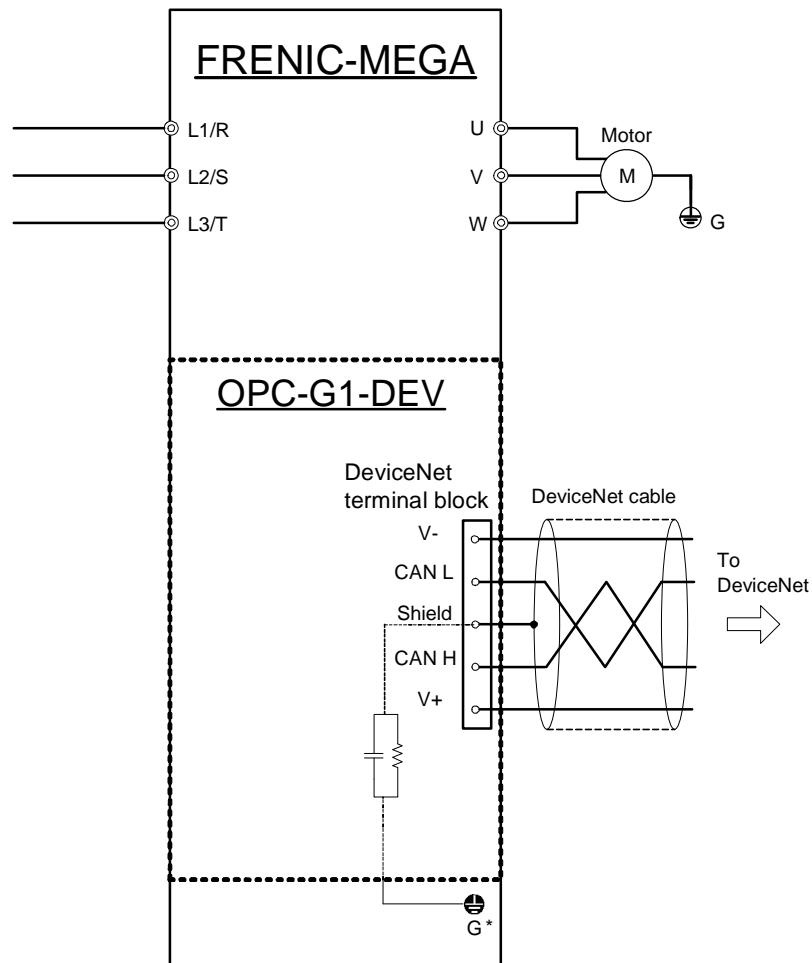 FRENIC-MEGA
L1/R
U
Motor
L2/S
V
M
L3/T
W
G
OPC-G1-DEV
DeviceNet
terminal block
DeviceNet cable
V-
To
DeviceNet
CAN L
Shield
CAN H
V+
G *